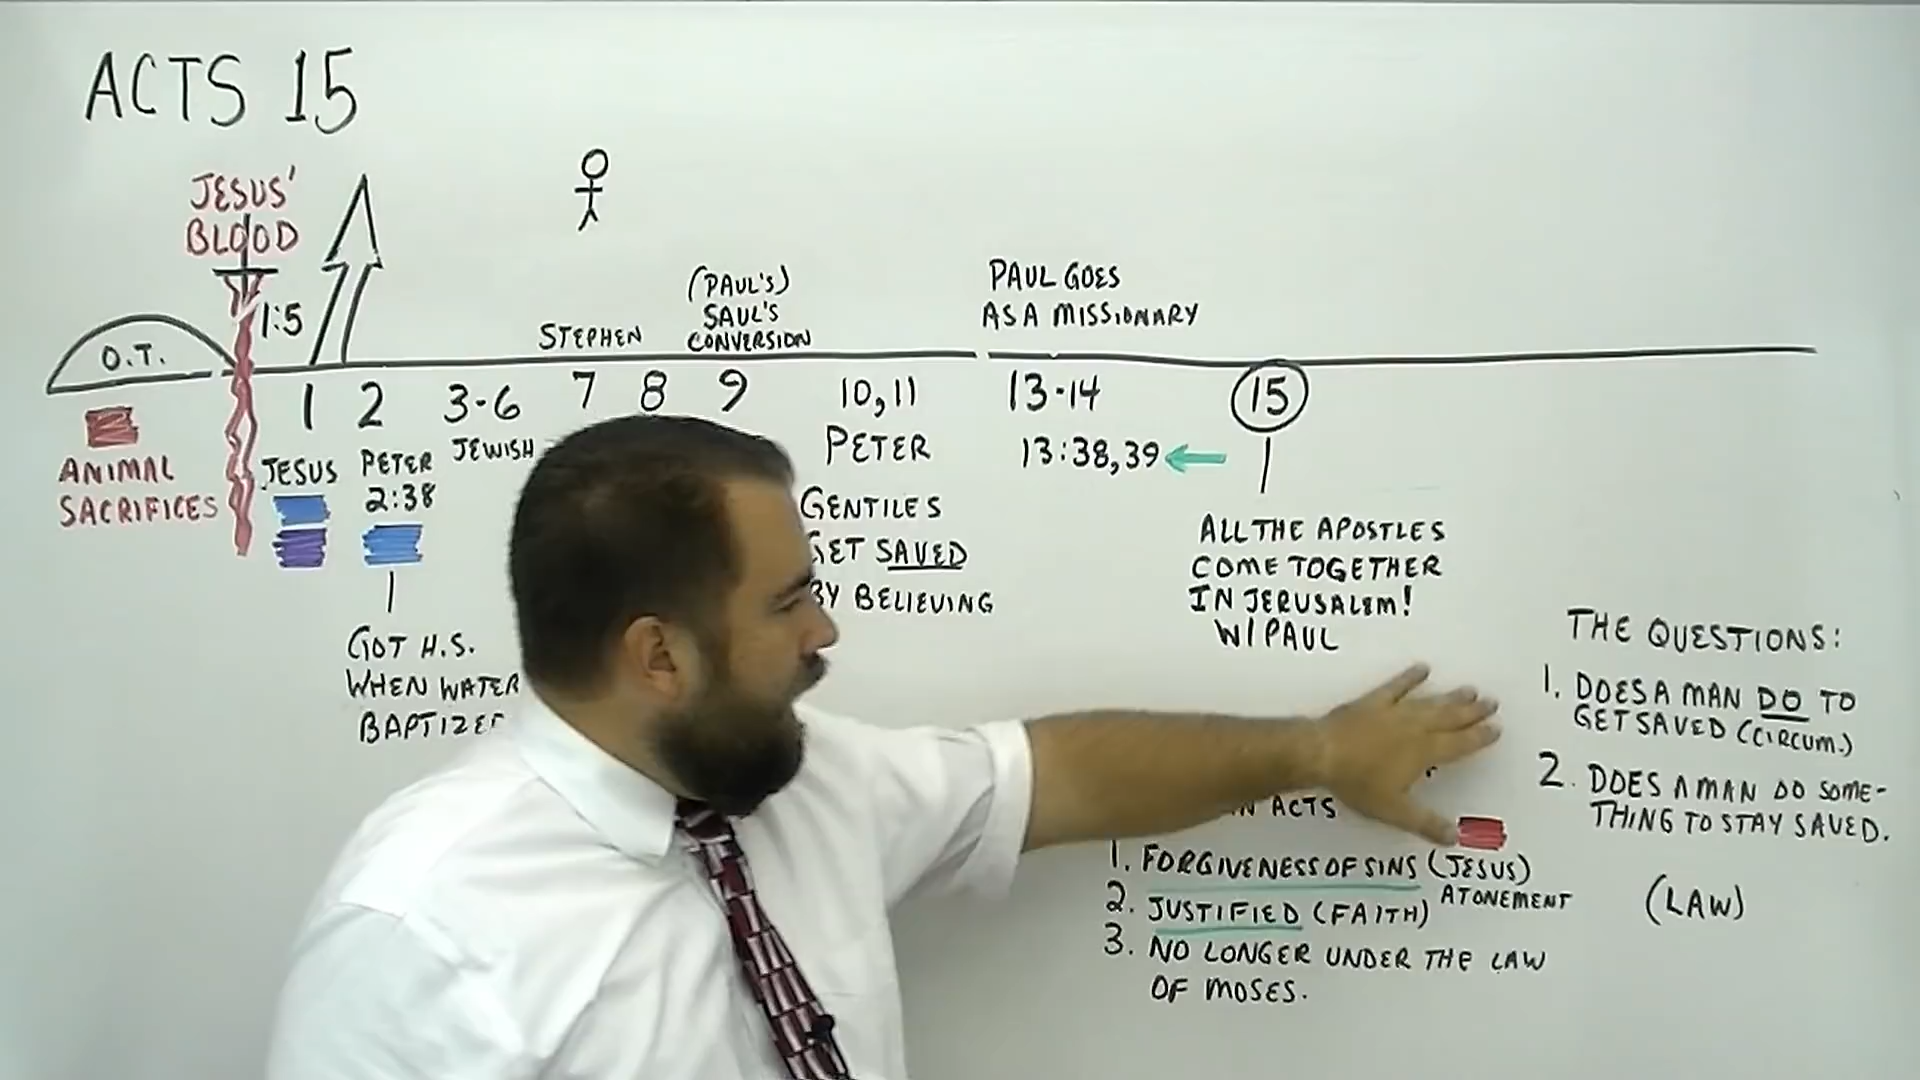 ACTS 15
JESUS'
BLOOD
1:5
O.T.
ANIMAL
SACRIFICES
1
JESUS
2
PETER
2:38
GOT H.S.
WHEN WATER
3-6
JEWISH
STEPHEN
7
8
(PAUL'S)
SAUL'S
CONVERSION
9
10,11
PETER
GENTILES
GET SAVED
BY BELIEVING
PAUL GOES
AS A MISSIONARY
13-14
13:38,39
15
ALL THE APOSTLES
COME TOGETHER
IN JERUSALEM!
W/ PAUL
ACTS
1. FORGIVENESS OF SINS (JESUS)
ATONEMENT
2. JUSTIFIED (FAITH)
3. NO LONGER UNDER THE LAW
OF MOSES.
THE QUESTIONS:
1. DOES A MAN DO TO
GET SAVED (CIRCUM.)
2. DOES A MAN DO SOME-
THING TO STAY SAVED.
(LAW)